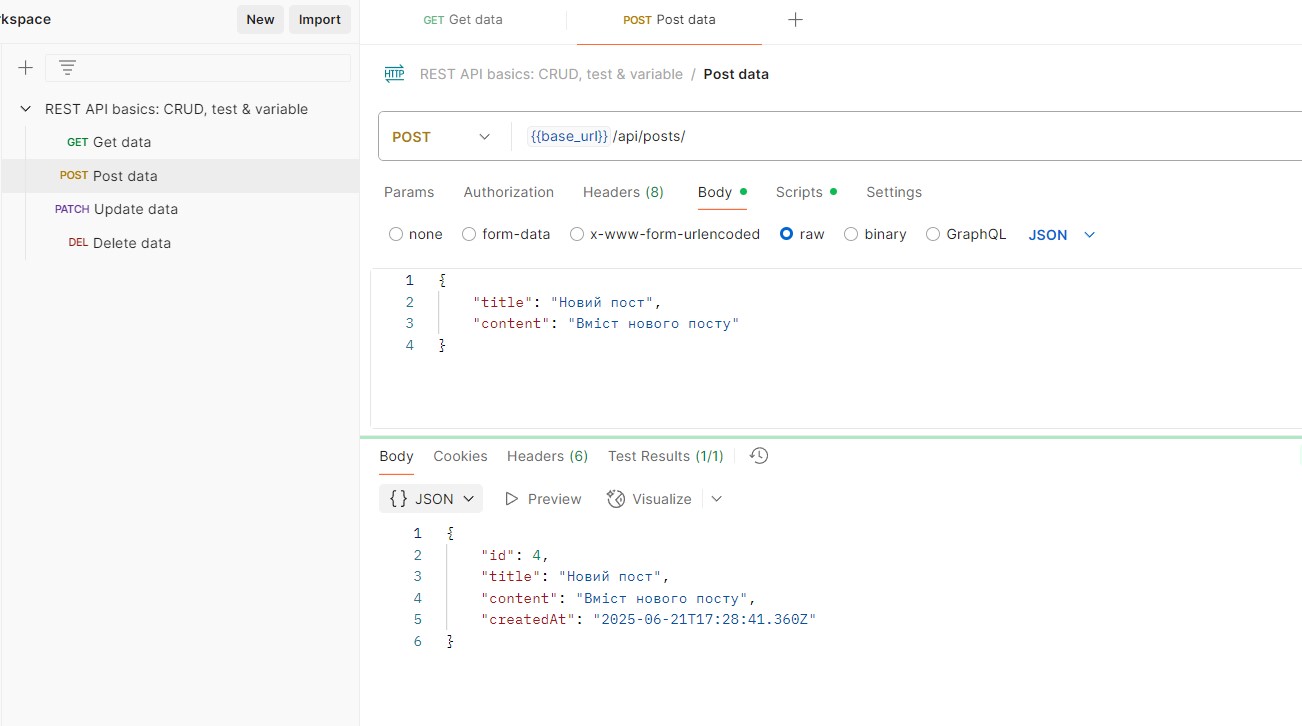 rkspace New Import GET Get data POST Post data
HTTP REST API basics: CRUD, test & variable / Post data
REST API basics: CRUD, test & variable
GET Get data
POST Post data
PATCH Update data
DEL Delete data
POST {{base_url}} /api/posts/
Params Authorization Headers (8) Body Scripts Settings
none form-data x-www-form-urlencoded raw binary GraphQL JSON
1 {
2 "title": "Новий пост",
3 "content": "Вміст нового посту"
4 }
Body Cookies Headers (6) Test Results (1/1)
{} JSON Preview Visualize
1 {
2 "id": 4,
3 "title": "Новий пост",
4 "content": "Вміст нового посту",
5 "createdAt": "2025-06-21T17:28:41.360Z"
6 }